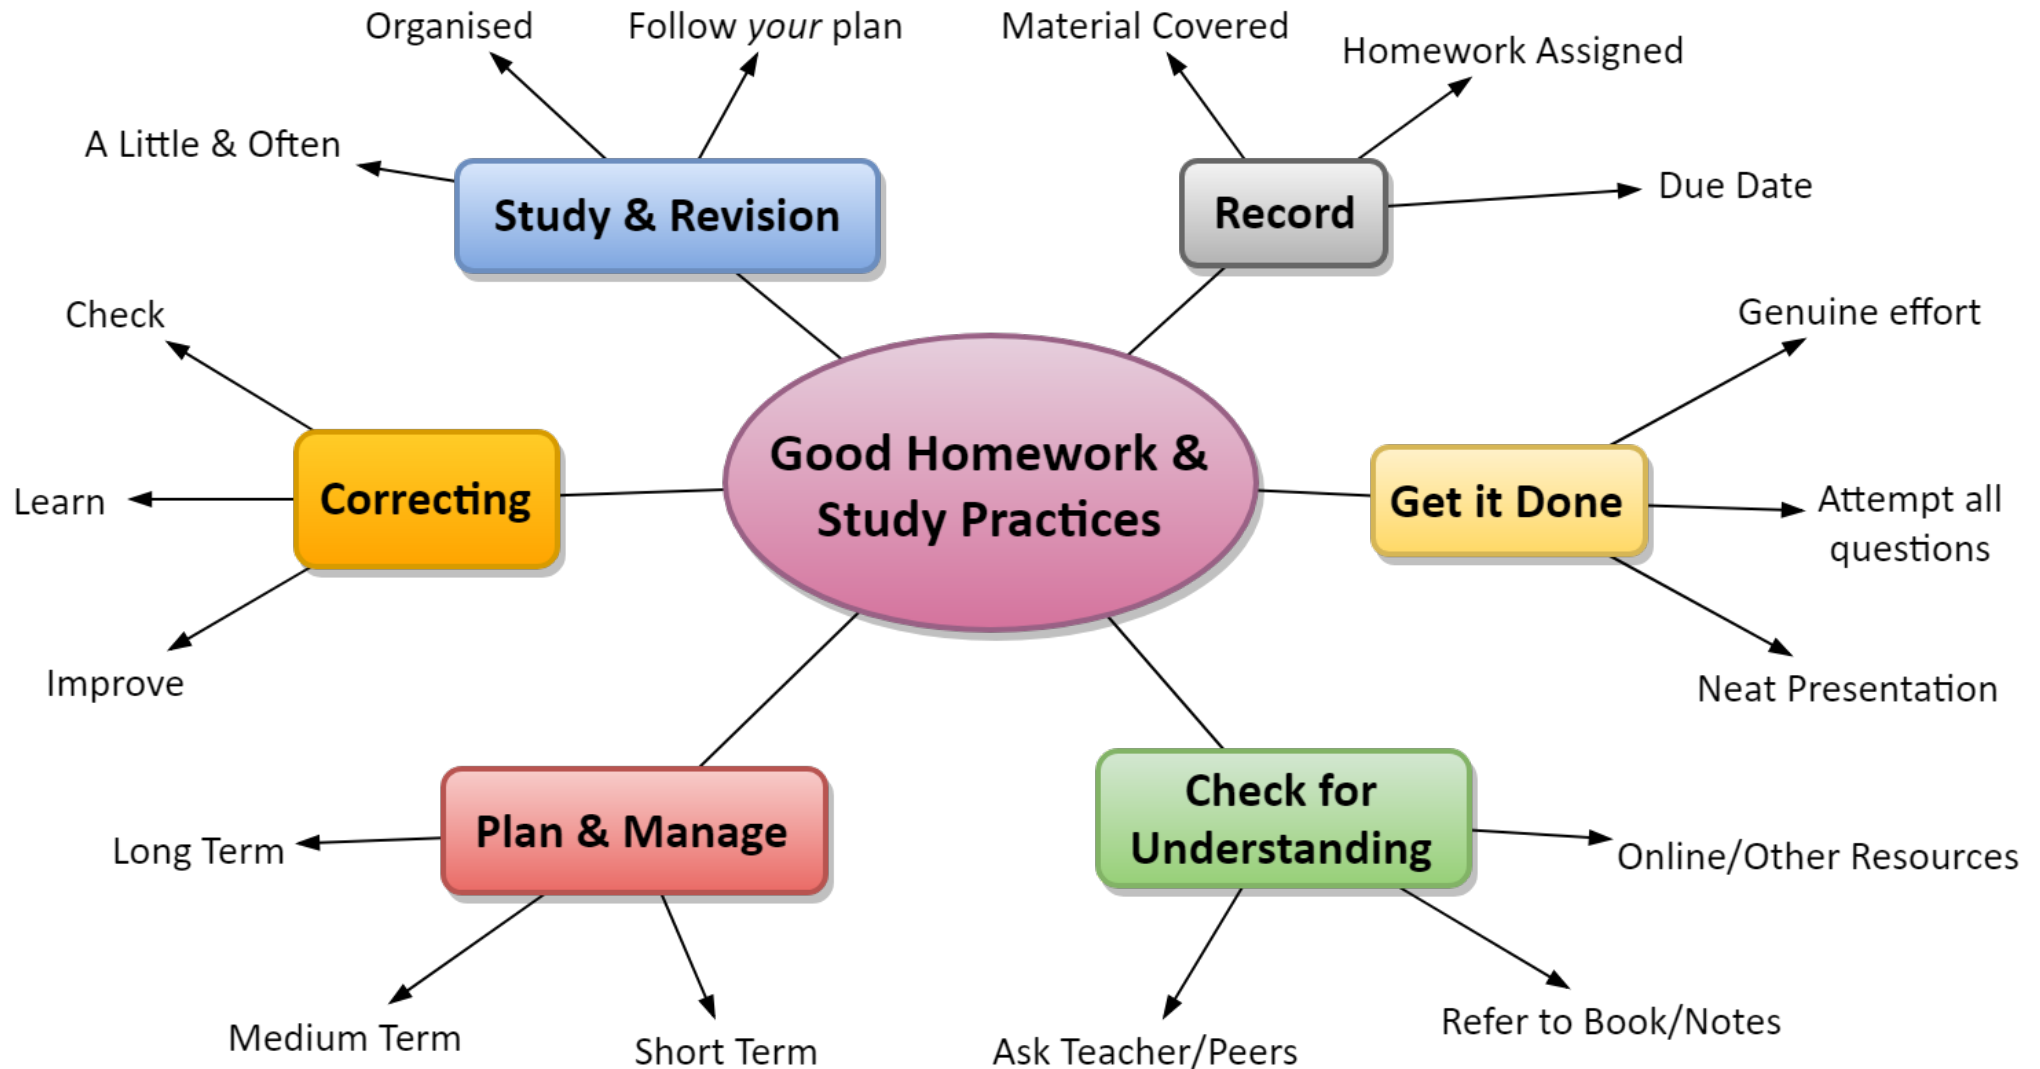 Organised
Follow your plan
Material Covered
Homework Assigned
A Little & Often
Study & Revision
Record
Due Date
Check
Genuine effort
Good Homework &
Study Practices
Correcting
Learn
Get it Done
Attempt all
questions
Improve
Neat Presentation
Plan & Manage
Long Term
Check for
Understanding
Online/Other Resources
Medium Term
Short Term
Ask Teacher/Peers
Refer to Book/Notes